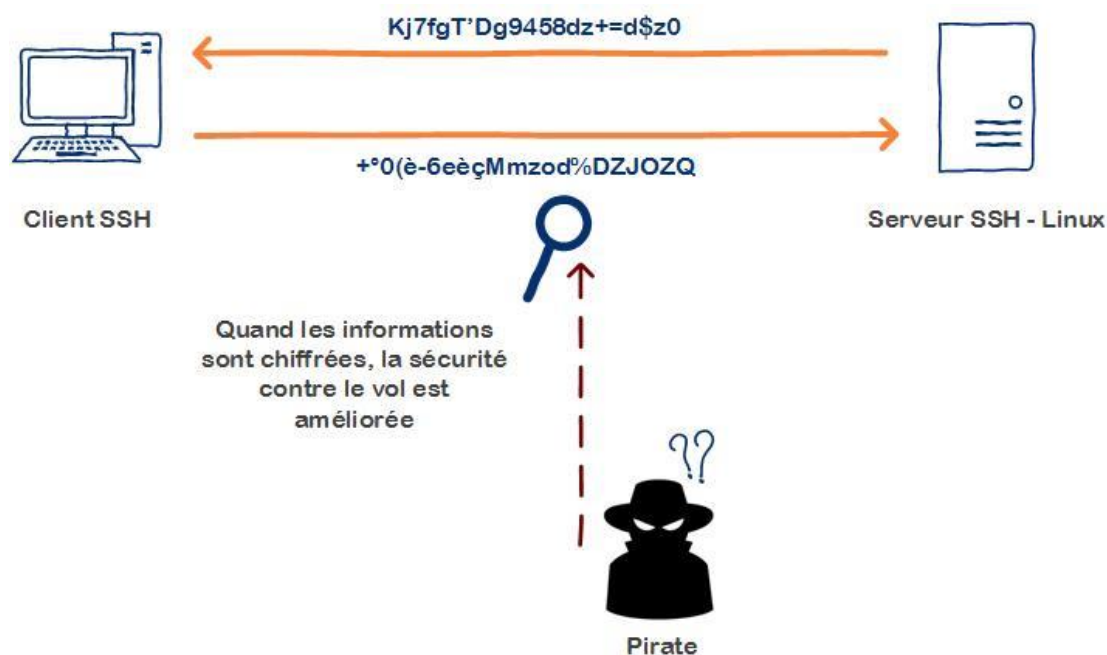 Kj7fgT’Dg9458dz+=d$z0
+°0(è-6eèçMmzod%DZJOZQ
Client SSH
Serveur SSH - Linux
Quand les informations
sont chiffrées, la sécurité
contre le vol est
améliorée
??
Pirate